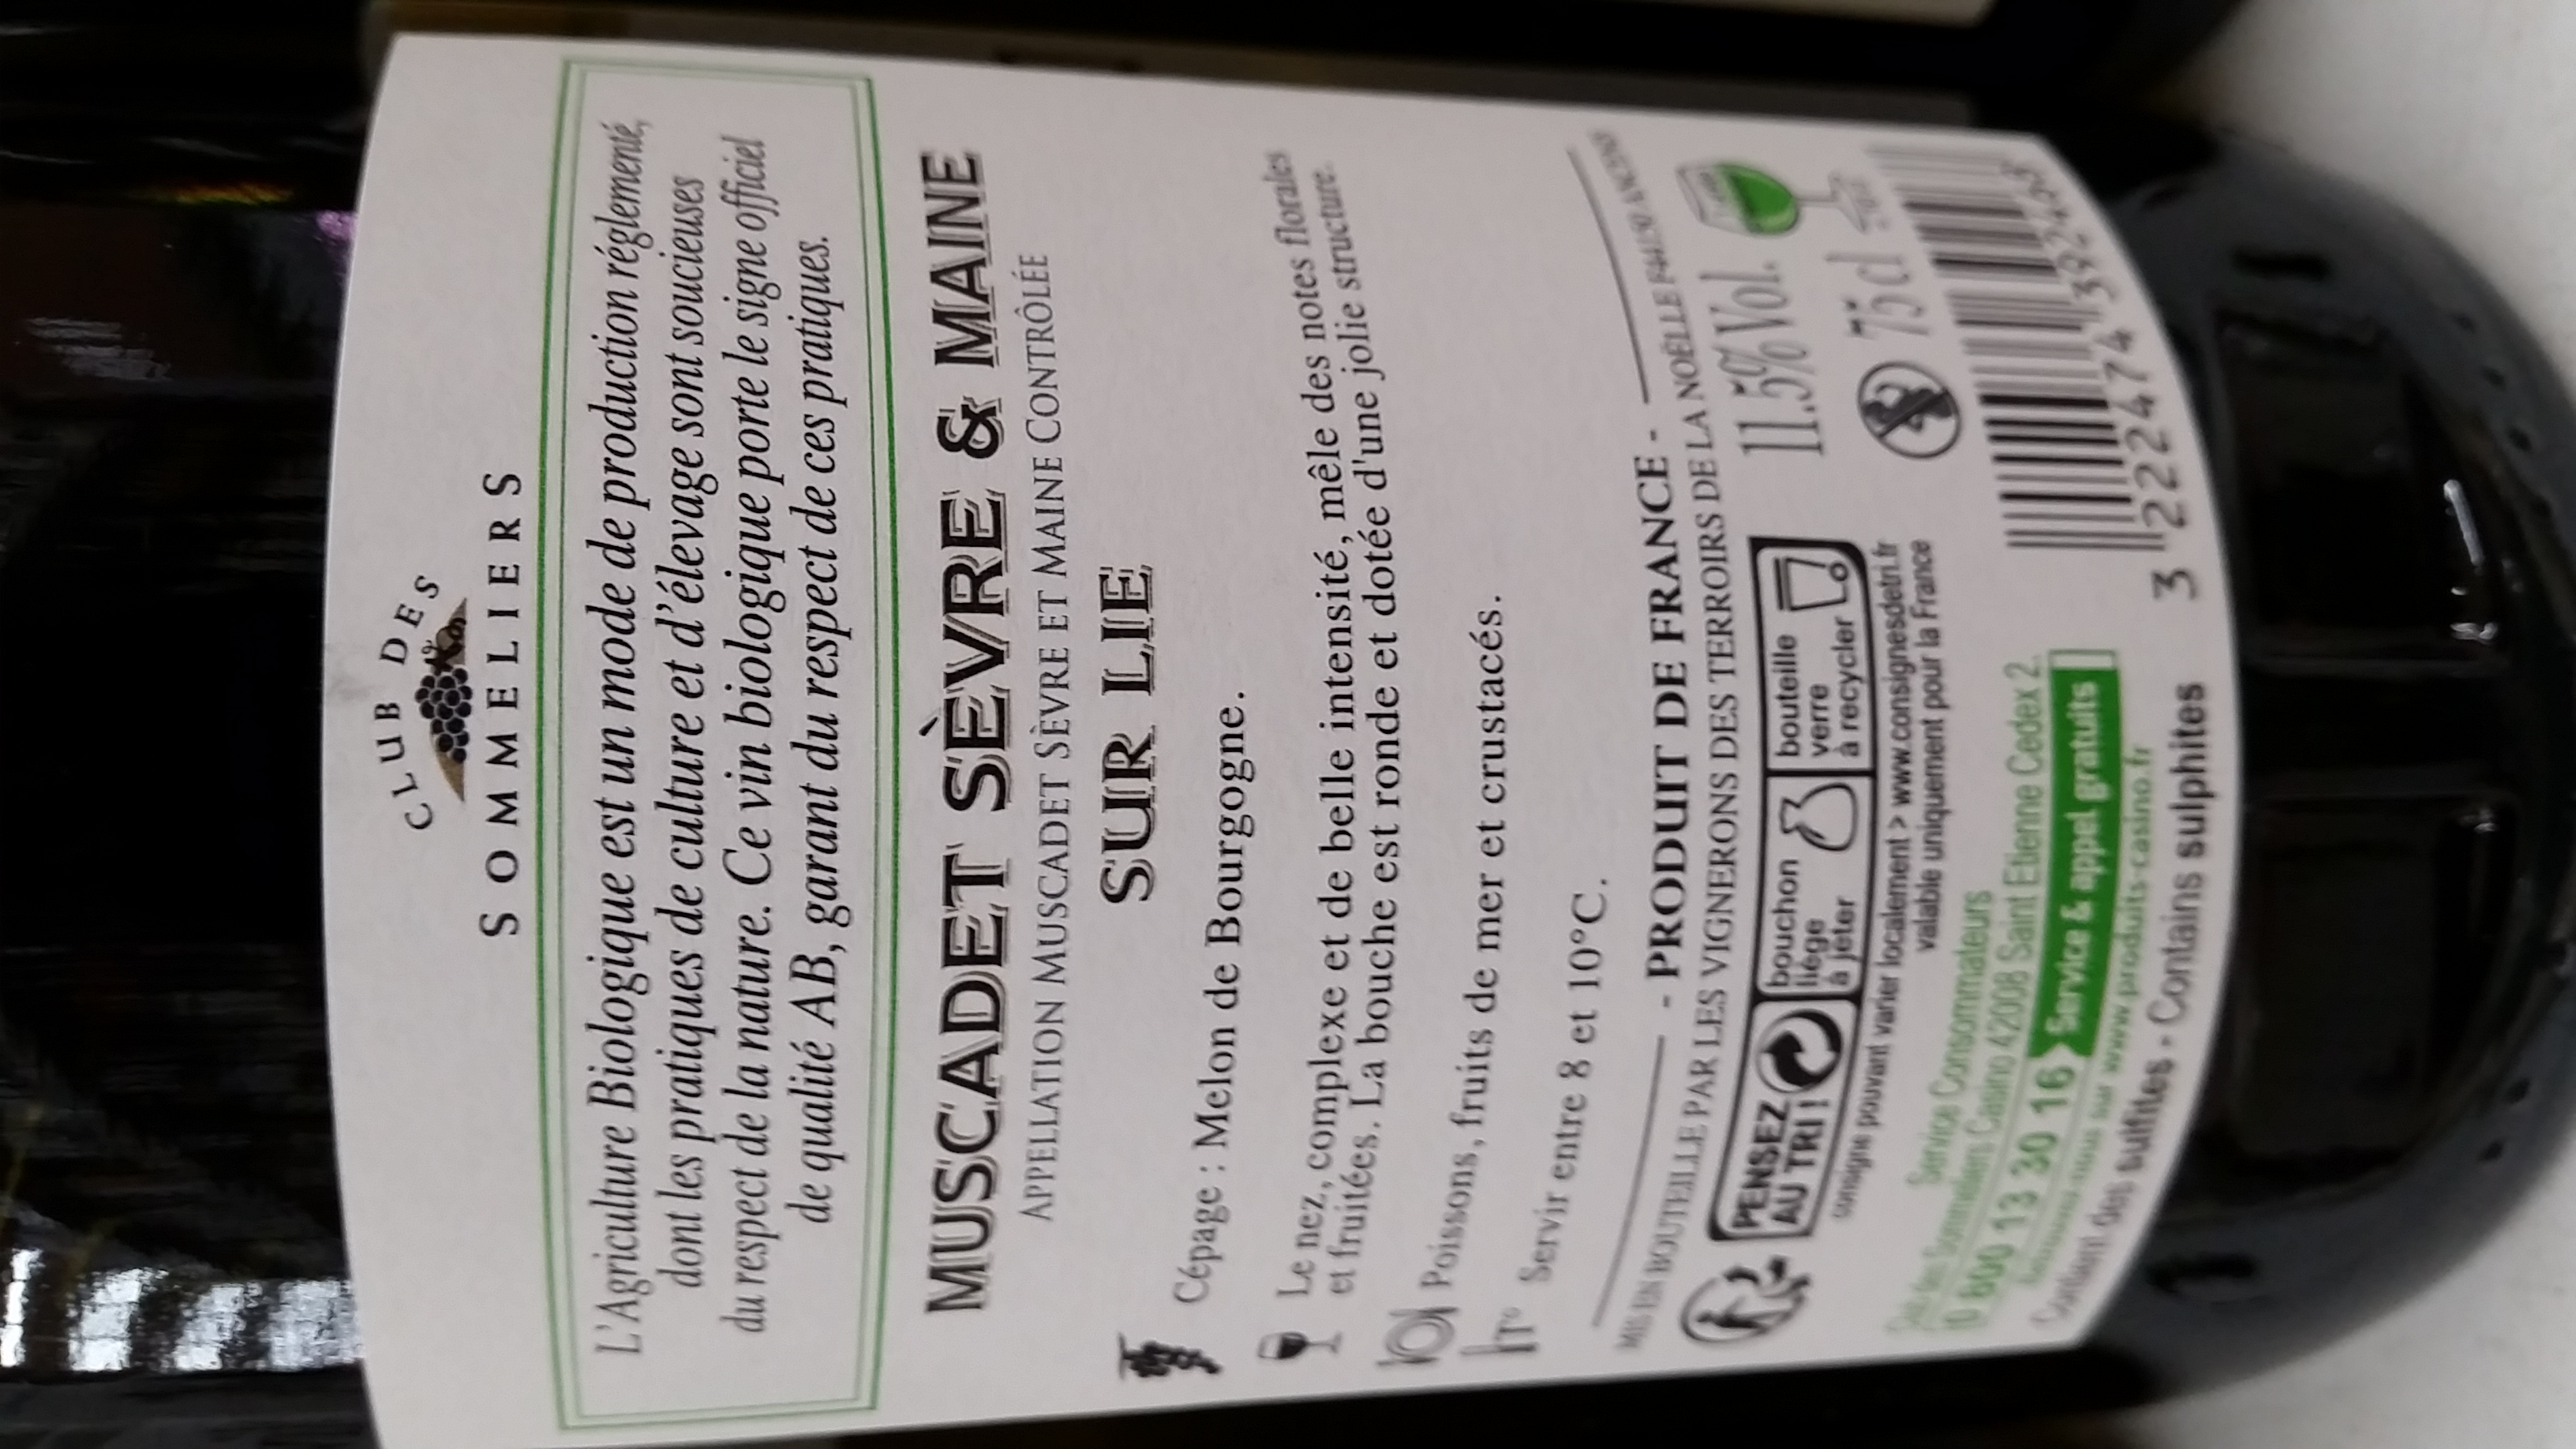 CLUB DES
SOMMELIERS
L'Agriculture Biologique est un mode de production réglementé,
dont les pratiques de culture et d'élevage sont soucieuses
du respect de la nature. Ce vin biologique porte le signe officiel
de qualité AB, garant du respect de ces pratiques.
MUSCADET SÈVRE & MAINE
APPELLATION MUSCADET SÈVRE ET MAINE CONTRÔLÉE
SUR LIE
Cépage : Melon de Bourgogne.
Le nez, complexe et de belle intensité, mêle des notes florales
et fruitées. La bouche est ronde et dotée d'une jolie structure.
Poissons, fruits de mer et crustacés.
T°
Servir entre 8 et 10°C.
- PRODUIT DE FRANCE -
MIS EN BOUTEILLE PAR LES VIGNERONS DES TERROIRS DE LA NOËLLE F44150 ANCENIS
PENSEZ
AU TRI !
bouchon
liège
à jeter
bouteille
verre
à recycler
consigne pouvant varier localement > www.consignesdetri.fr
valable uniquement pour la France
11.5% Vol.
75 cl
Service Consommateurs
Club des Sommeliers Casino 42008 Saint Etienne Cedex 2.
0 800 13 30 16 Service & appel gratuits
Retrouvez-nous sur www.produits-casino.fr
Contient des sulfites - Contains sulphites
3 222474 392403